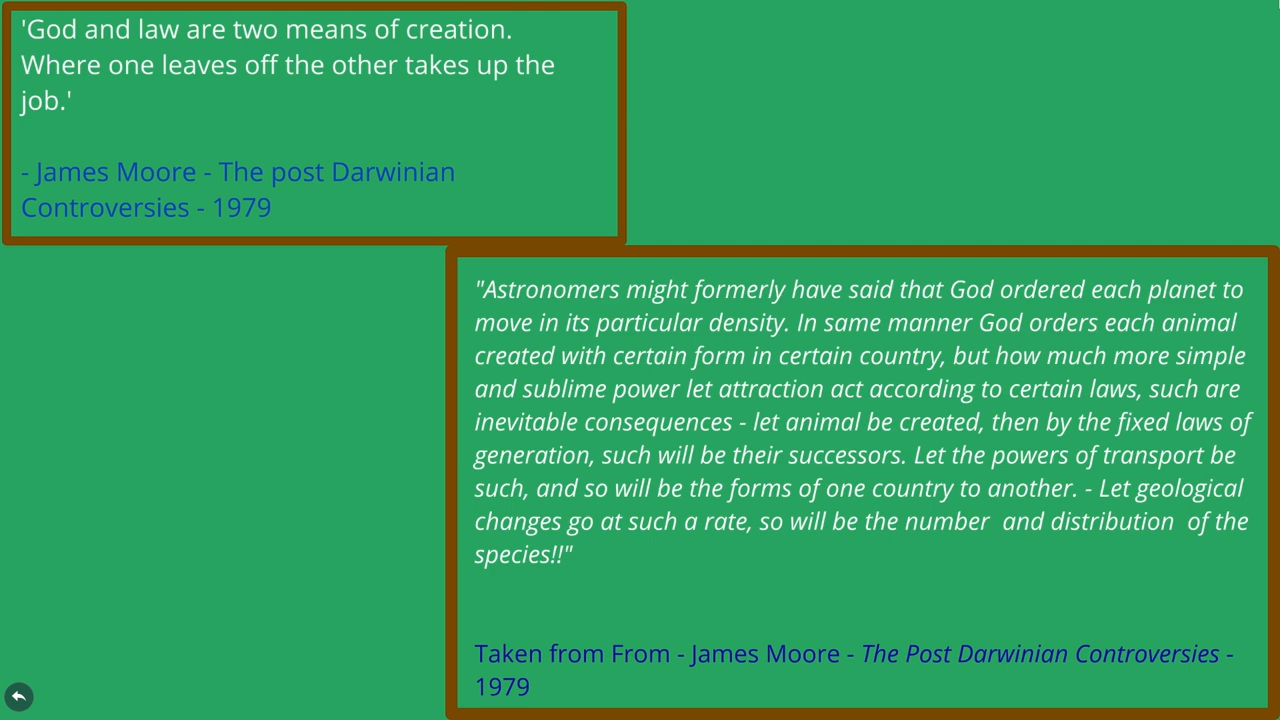 'God and law are two means of creation.
Where one leaves off the other takes up the
job.'
- James Moore - The post Darwinian
Controversies - 1979
"Astronomers might formerly have said that God ordered each planet to
move in its particular density. In same manner God orders each animal
created with certain form in certain country, but how much more simple
and sublime power let attraction act according to certain laws, such are
inevitable consequences - let animal be created, then by the fixed laws of
generation, such will be their successors. Let the powers of transport be
such, and so will be the forms of one country to another. - Let geological
changes go at such a rate, so will be the number  and distribution  of the
species!!"
Taken from From - James Moore - The Post Darwinian Controversies -
1979